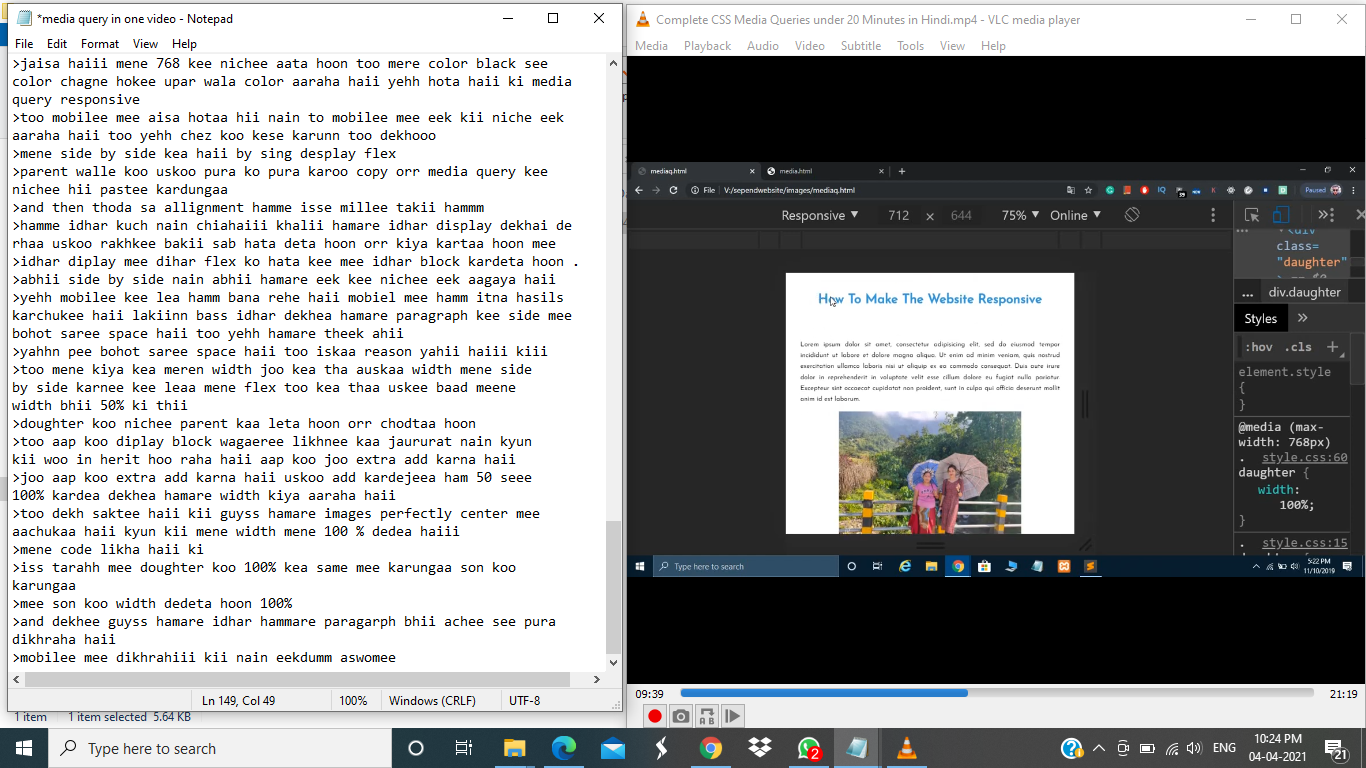 *media query in one video - Notepad
File Edit Format View Help
>jaisa haiii mene 768 kee nichee aata hoon too mere color black see
color chagne hokee upar wala color aaraha haii yehh hota haii ki media
query responsive
>too mobilee mee aisa hotaa hii nain to mobilee mee eek kii niche eek
aaraha haii too yehh chez koo kese karunn too dekhooo
>mene side by side kea haii by sing desplay flex
>parent walle koo uskoo pura ko pura karoo copy orr media query kee
nichee hii pastee kardungaa
>and then thoda sa allignment hamme isse millee takii hammm
>hamme idhar kuch nain chiahaiii khalii hamare idhar display dekhai de
rhaa uskoo rakhkee bakii sab hata deta hoon orr kiya kartaa hoon mee
>idhar diplay mee dihar flex ko hata kee mee idhar block kardeta hoon .
>abhii side by side nain abhii hamare eek kee nichee eek aagaya haii
>yehh mobilee kee lea hamm bana rehe haii mobiel mee hamm itna hasils
karchukee haii lakiinn bass idhar dekhea hamare paragraph kee side mee
bohot saree space haii too yehh hamare theek ahii
>yahhn pee bohot saree space haii too iskaa reason yahii haiii kiii
>too mene kiya kea meren width joo kea tha auskaa width mene side
by side karnee kee leaa mene flex too kea thaa uskee baad meene
width bhii 50% ki thii
>doughter koo nichee parent kaa leta hoon orr chodtaa hoon
>too aap koo diplay block wagaeree likhnee kaa jaururat nain kyun
kii woo in herit hoo raha haii aap koo joo extra add karna haii
>joo aap koo extra add karna haii uskoo add kardejeea ham 50 seee
100% kardea dekhea hamare width kiya aaraha haii
>too dekh saktee haii kii guyss hamare images perfectly center mee
aachukaa haii kyun kii mene width mene 100 % dedea haiii
>mene code likha haii ki
>iss tarahh mee doughter koo 100% kea same mee karungaa son koo
karungaa
>mee son koo width dedeta hoon 100%
>and dekhee guyss hamare idhar hammare paragarph bhii achee see pura
dikhraha haii
>mobilee mee dikhrahiii kii nain eekdumm aswomee
Ln 149, Col 49 100% Windows (CRLF) UTF-8
1 item 1 item selected 5.64 KB
Complete CSS Media Queries under 20 Minutes in Hindi.mp4 - VLC media player
Media Playback Audio Video Subtitle Tools View Help
mediaq.html media.html
File V:/sependwebsite/images/mediaq.html Paused
Responsive 712 × 644 75% Online
How To Make The Website Responsive
Lorem ipsum dolor sit amet, consectetur adipisicing elit, sed do eiusmod tempor
incididunt ut labore et dolore magna aliqua. Ut enim ad minim veniam, quis nostrud
exercitation ullamco laboris nisi ut aliquip ex ea commodo consequat. Duis aute irure
dolor in reprehenderit in voluptate velit esse cillum dolore eu fugiat nulla pariatur.
Excepteur sint occaecat cupidatat non proident, sunt in culpa qui officia deserunt mollit
anim id est laborum.
<div
class=
"daughter"
... div.daughter
Styles
:hov .cls +
element.style
{
}
@media (max-
width: 768px)
. style.css:60
daughter {
width:
100%;
}
. style.css:15
Type here to search
5:22 PM
11/10/2019
09:39 21:19
Type here to search
2
ENG
10:24 PM
04-04-2021
21